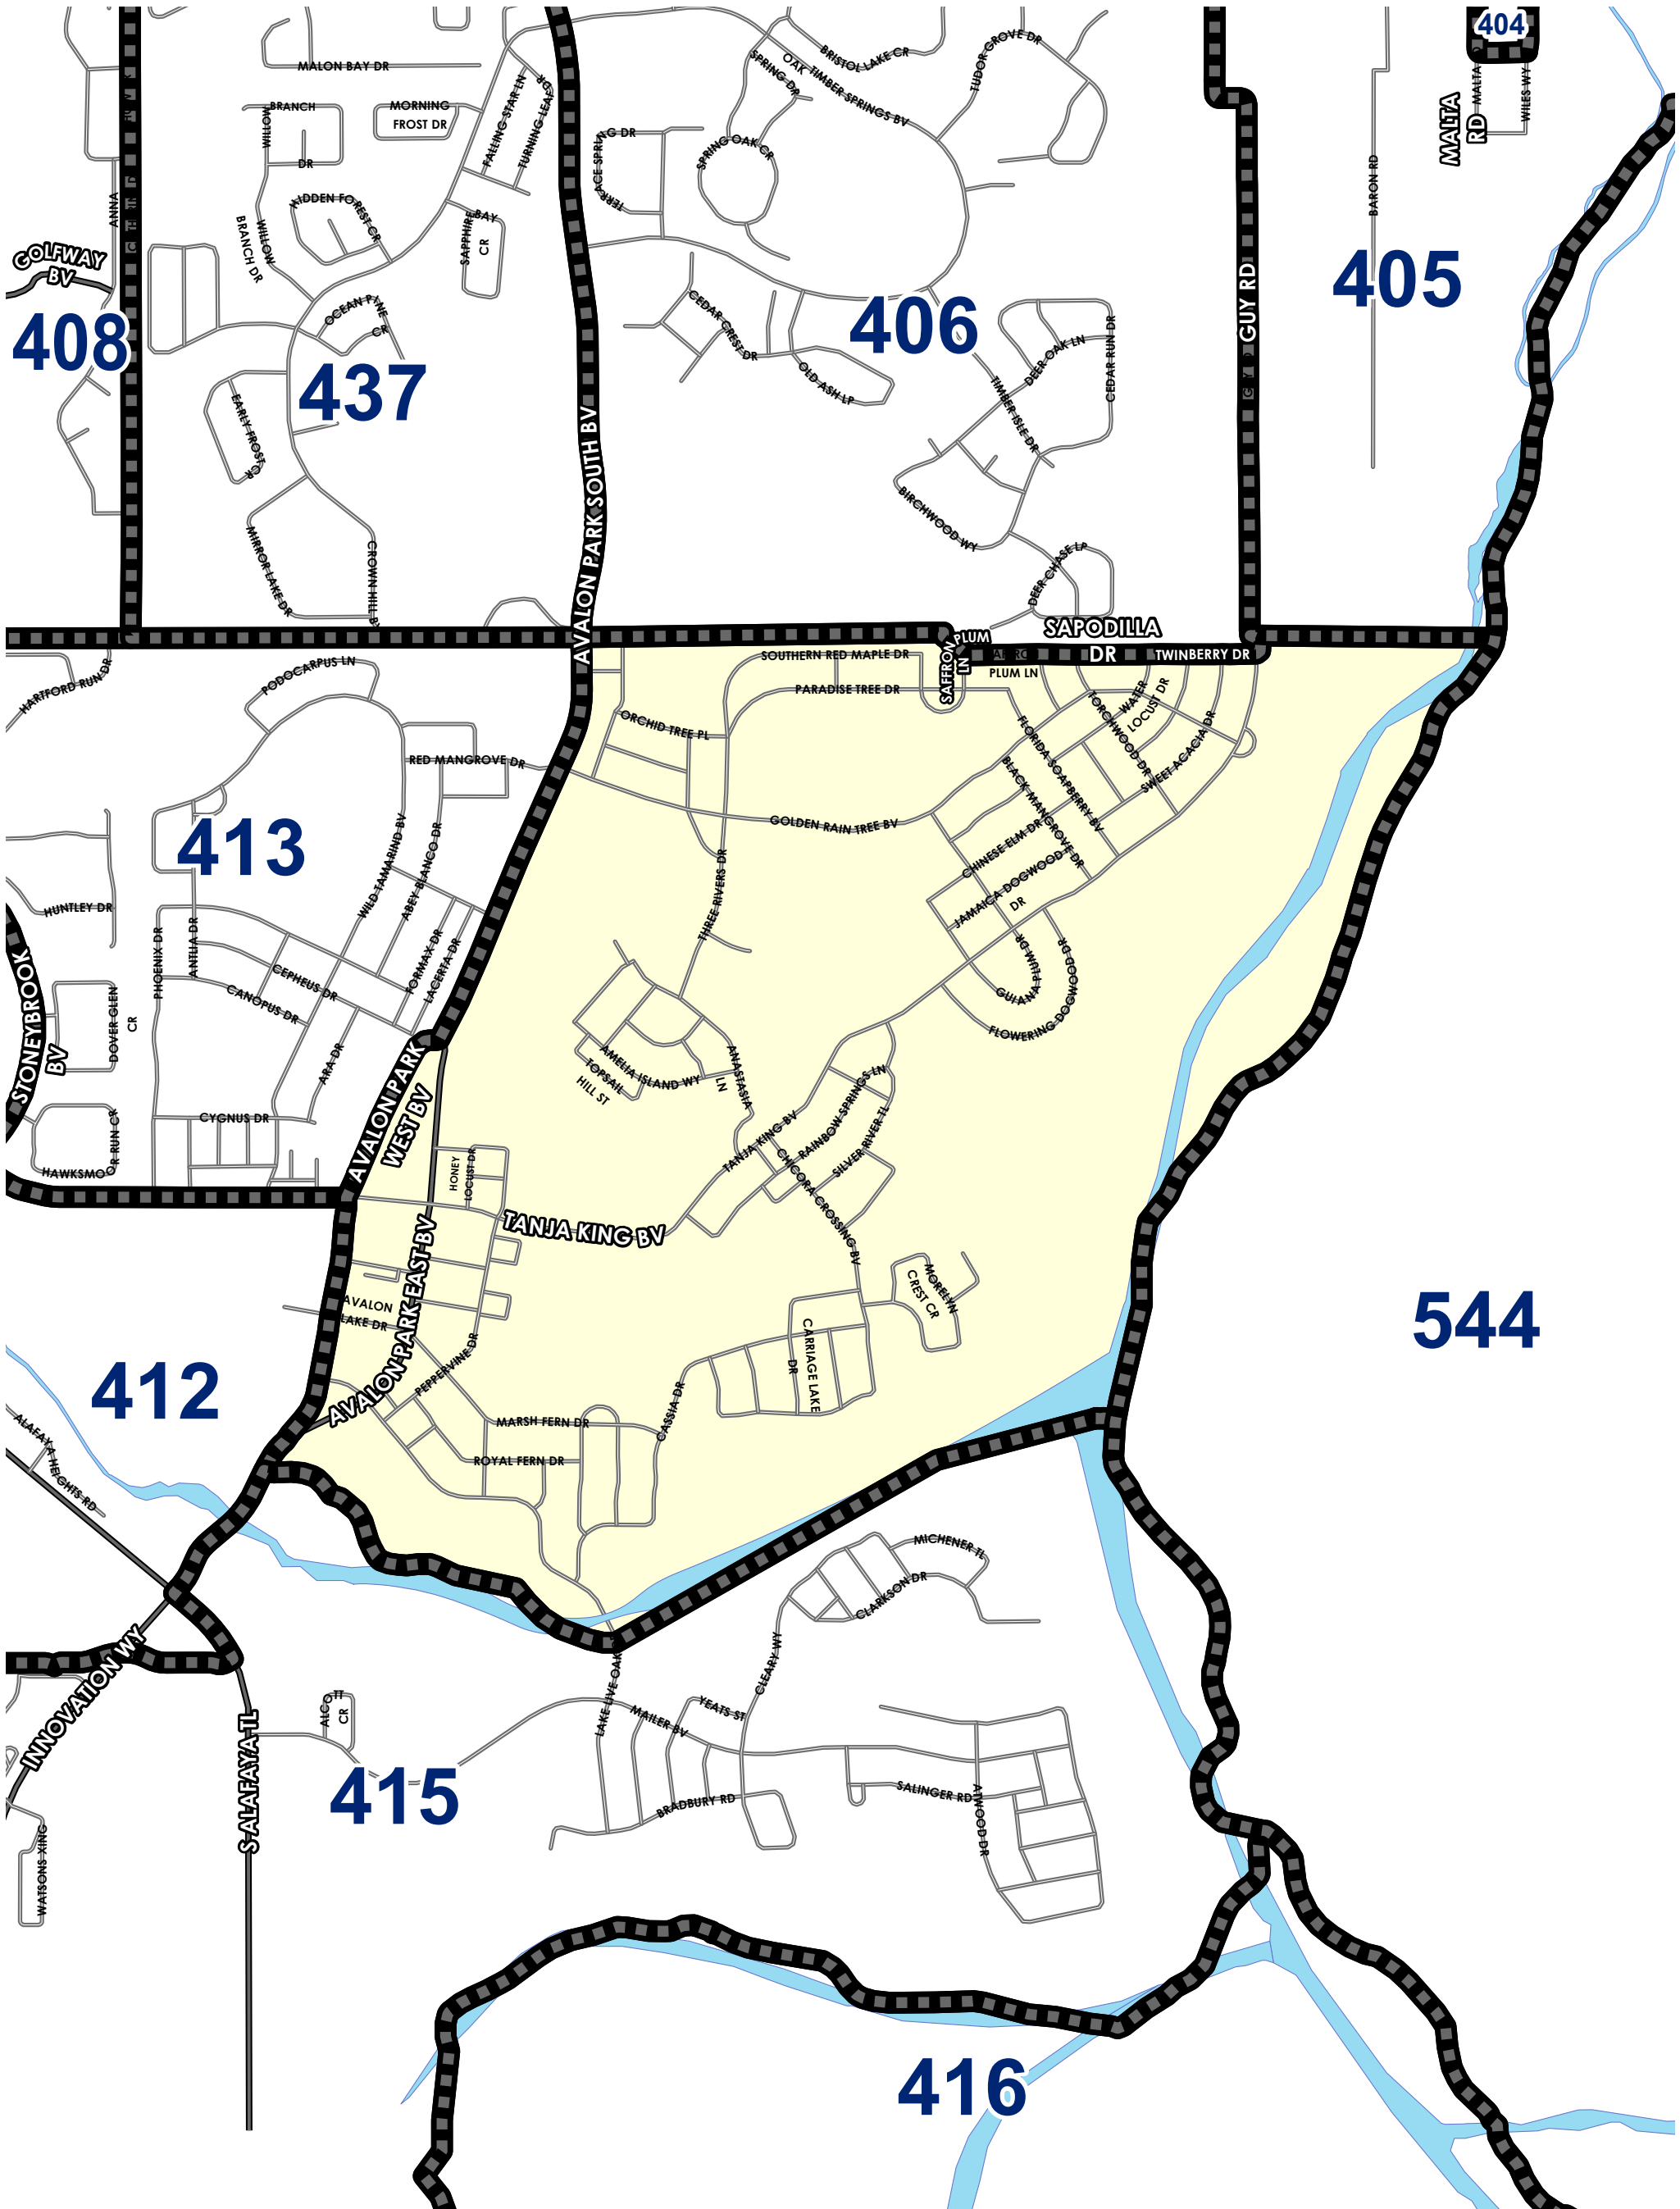 404
MALTA
RD
MALTA
WILES WY
BARON RD
MALON BAY DR
BRISTOL LAKE CR
TUDOR GROVE DR
OAK
SPRING DR
TIMBER SPRINGS BV
WILLOW
BRANCH
DR
MORNING
FROST DR
FALLING STAR LN
TURNING LEAF DR
TERRACE SPRING DR
SPRING OAK CR
ANNA
HIDDEN FOREST CR
WILLOW
BRANCH DR
SAPPHIRE
BAY
CR
GOLFWAY
BV
GUY RD
405
408
437
406
OCEAN PINE
CR
CEDAR CREST DR
OLD ASH LP
DEER OAK LN
CEDAR RUN DR
TIMBER ISLE DR
EARLY FROST CR
AVALON PARK SOUTH BV
BIRCHWOOD WY
MIRROR LAKE DR
CROWN HILL BV
DEER CHASE LP
SAPODILLA
DR
PLUM
SAFFRON
LN
TWINBERRY DR
PLUM LN
HARTFORD RUN DR
PODOCARPUS LN
SOUTHERN RED MAPLE DR
PARADISE TREE DR
ORCHID TREE PL
RED MANGROVE DR
FLORIDA SOAPBERRY BV
TORCHWOOD DR
WATER
LOCUST DR
SWEET ACACIA DR
BLACK MANGROVE DR
413
WILD TAMARIND BV
ABEY BLANCO DR
GOLDEN RAIN TREE BV
CHINESE ELM DR
JAMAICA DOGWOOD
DR
THREE RIVERS DR
HUNTLEY DR
PHOENIX DR
ANTLIA DR
CEPHEUS DR
CANOPUS DR
FORMAX DR
LACERTA DR
GUIANA PLUM DR
FLOWERING DOGWOOD DR
STONEYBROOK
BV
DOVER GLEN
CR
ARA DR
AVALON PARK
WEST BV
AMELIA ISLAND WY
TOPSAIL
HILL ST
ANASTASIA
LN
CYGNUS DR
HAWKSMOOR RUN CR
HONEY
LOCUST DR
TANJA KING BV
RAINBOW SPRINGS LN
SILVER RIVER TL
CHICORA CROSSING BV
TANJA KING BV
AVALON PARK EAST BV
AVALON
LAKE DR
PEPPERVINE DR
MORELYN
CREST CR
CARRIAGE LAKE
DR
544
412
ALAFAYA HEIGHTS RD
MARSH FERN DR
ROYAL FERN DR
CASSIA DR
MICHENER TL
CLARKSON DR
INNOVATION WY
S ALAFAYA TL
ALCOTT
CR
LAKE LIVE OAK
MAILER BV
YEATS ST
CLEARY WY
415
BRADBURY RD
SALINGER RD
ATWOOD DR
WATSONS XING
416